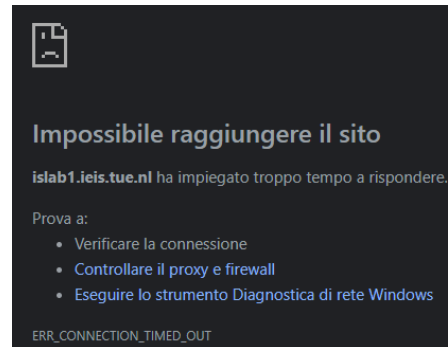 Impossibile raggiungere il sito
islab1.ieis.tue.nl ha impiegato troppo tempo a rispondere.
Prova a:
• Verificare la connessione
• Controllare il proxy e firewall
• Eseguire lo strumento Diagnostica di rete Windows
ERR_CONNECTION_TIMED_OUT